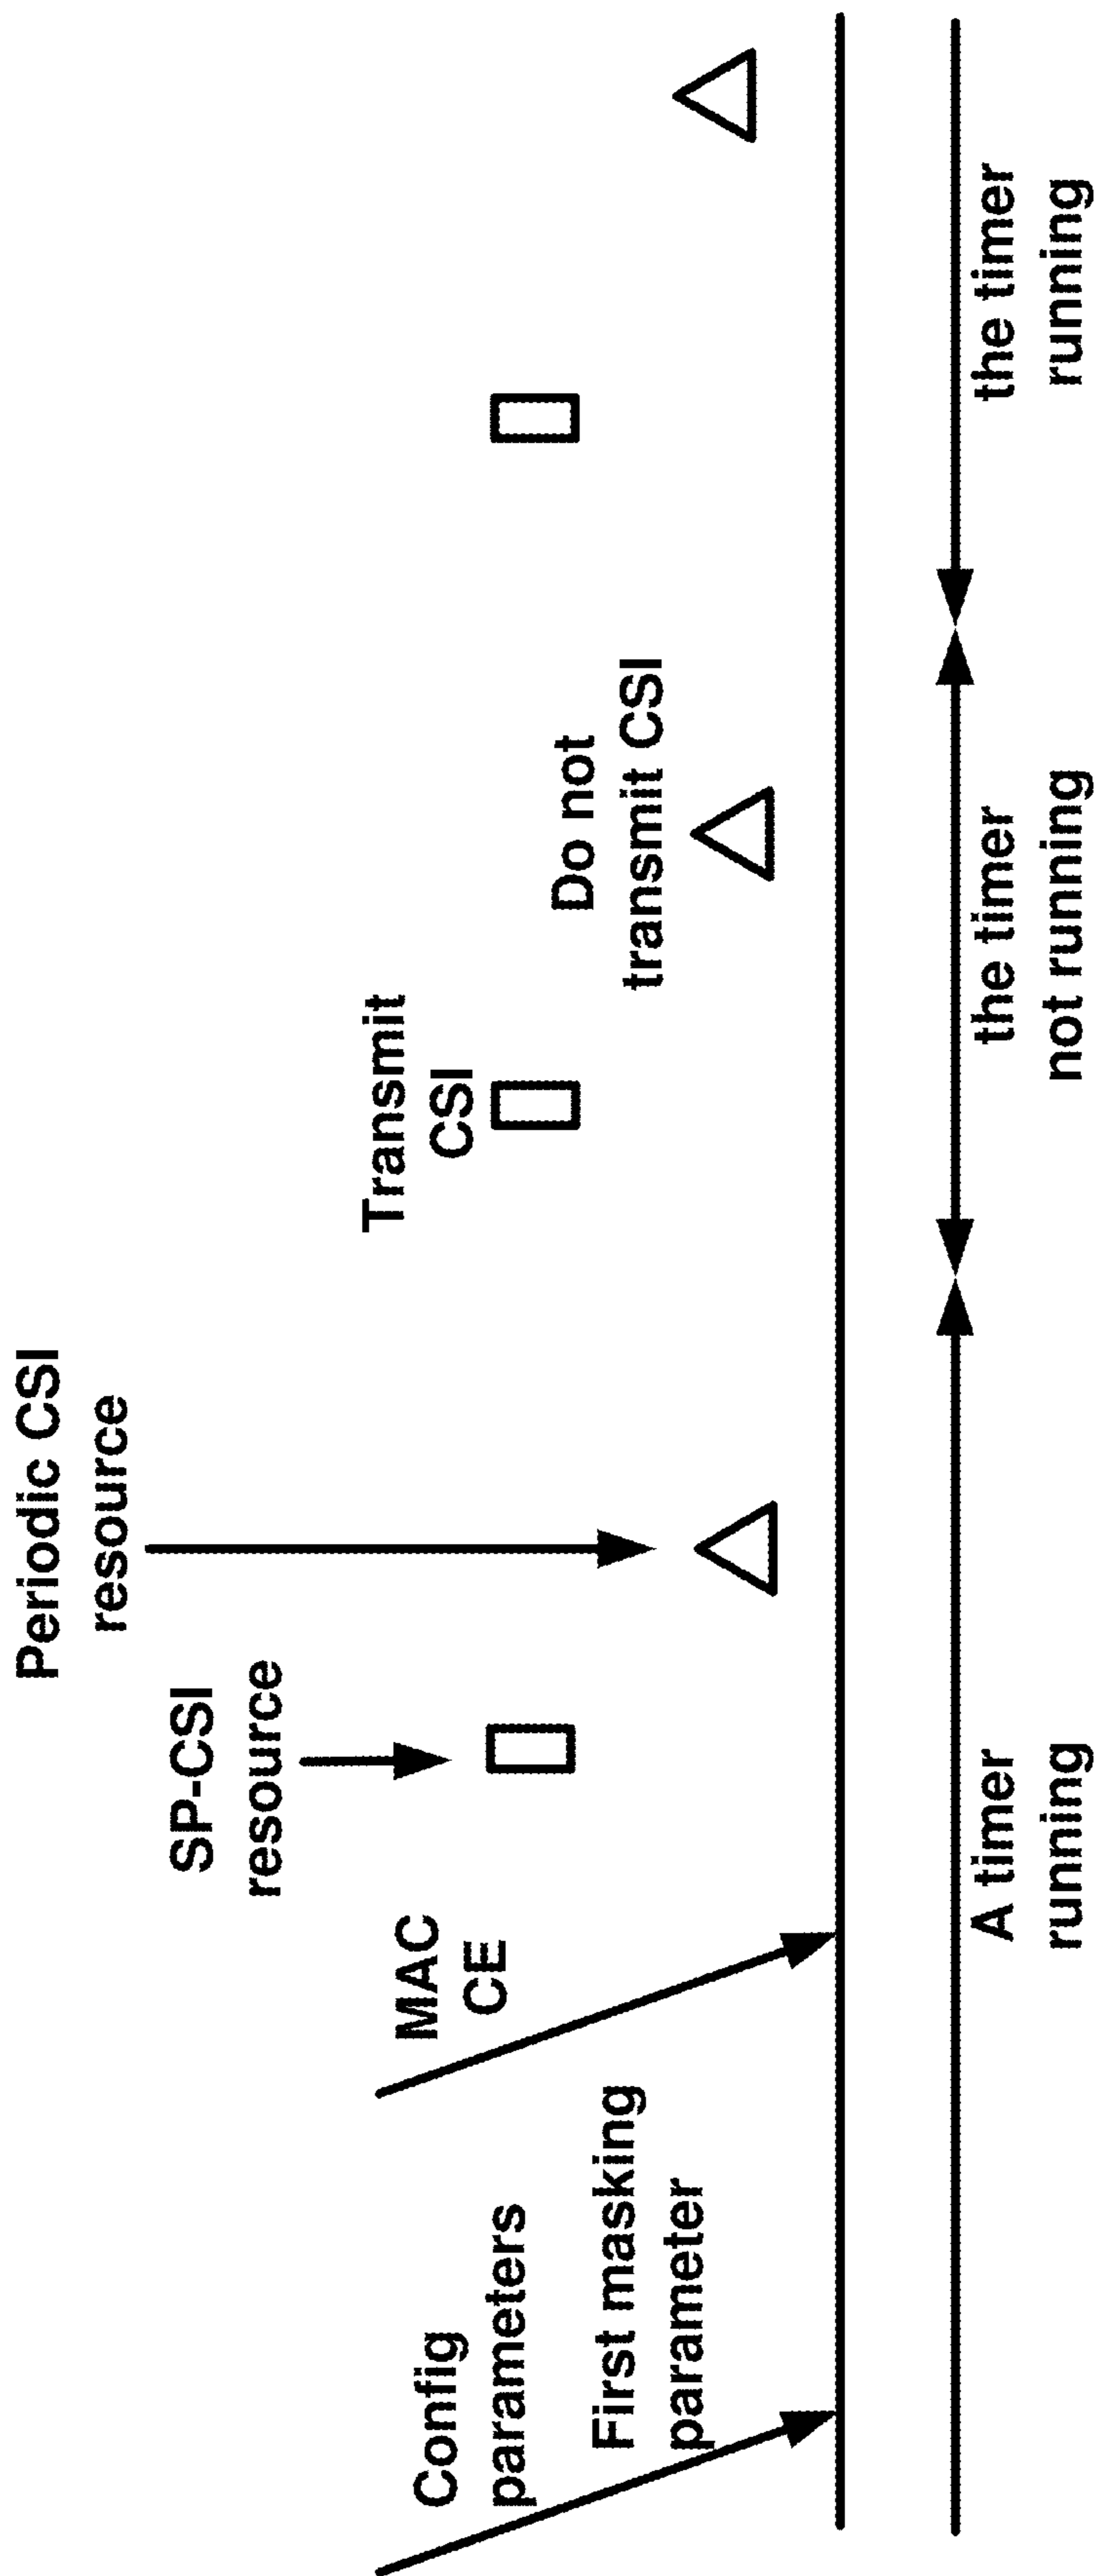 Config
parameters
First masking
parameter
MAC
CE
SP-CSI
resource
Periodic CSI
resource
Transmit
CSI
Do not
transmit CSI
A timer
running
the timer
not running
the timer
running